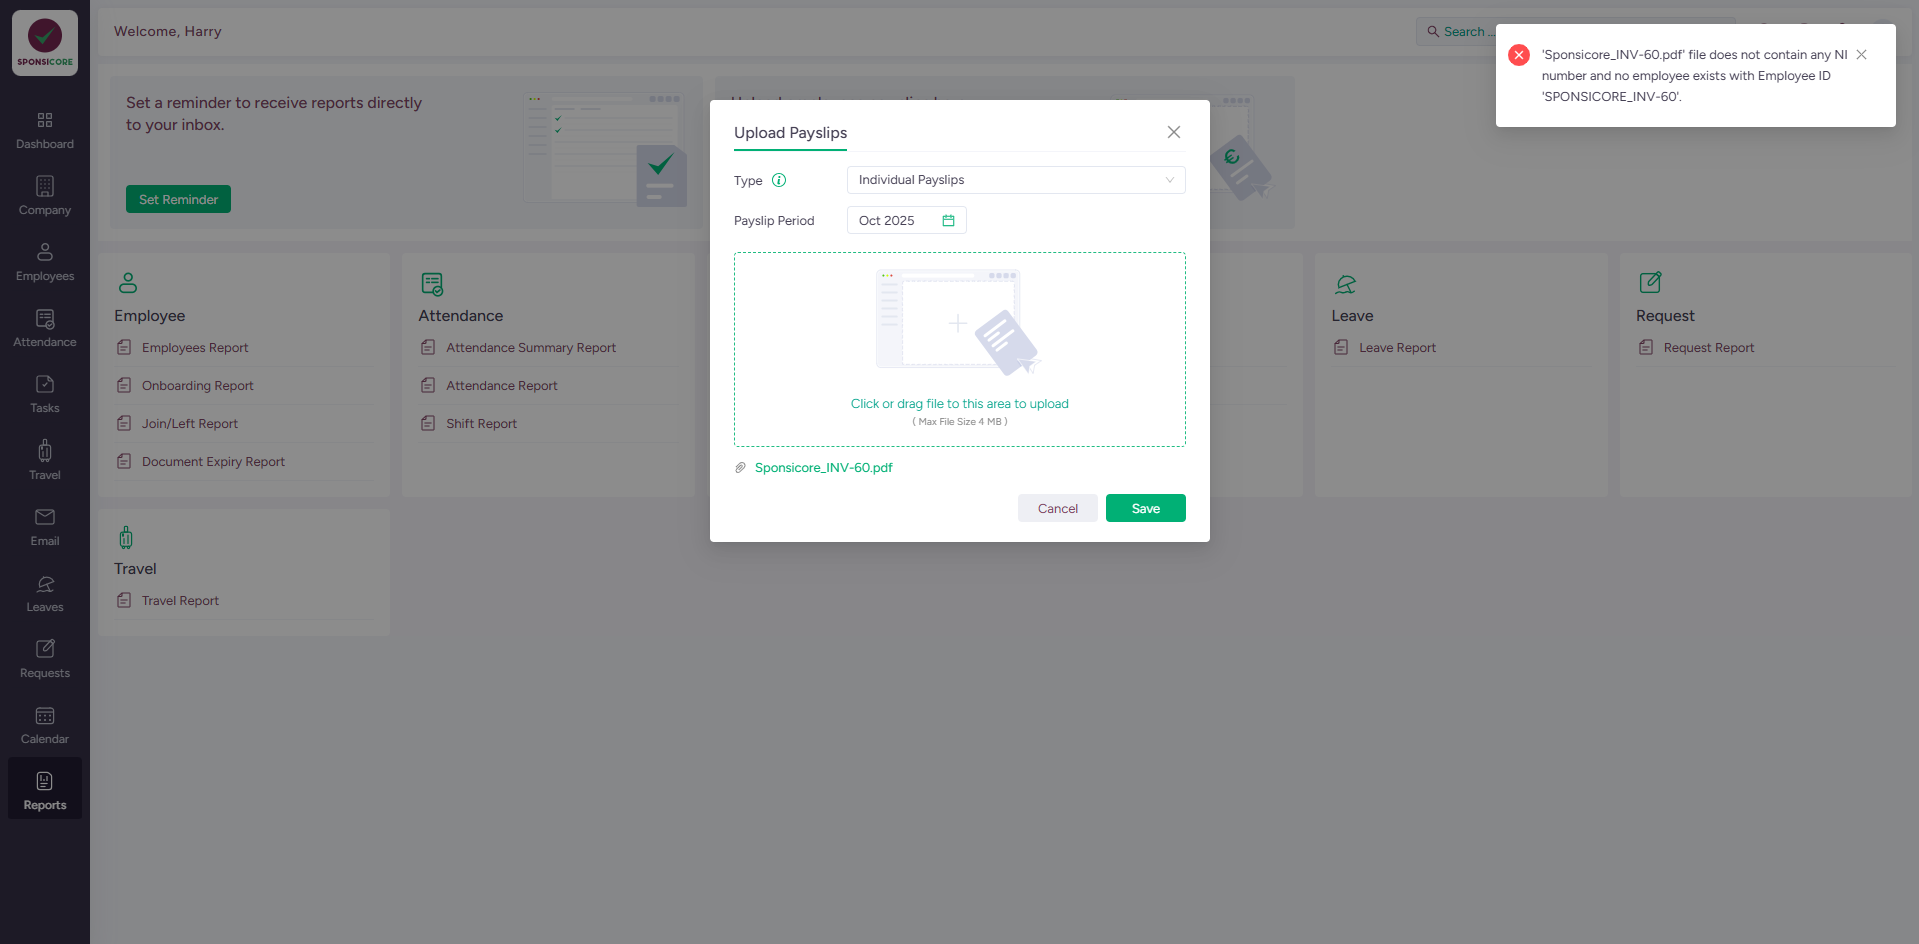 SPONSICORE
Dashboard
Company
Employees
Attendance
Tasks
Travel
Email
Leaves
Requests
Calendar
Reports
Welcome, Harry
Search ...
'Sponsicore_INV-60.pdf' file does not contain any NI
number and no employee exists with Employee ID
'SPONSICORE_INV-60'.
Set a reminder to receive reports directly
to your inbox.
Set Reminder
Upload Payslips
Type
Individual Payslips
Payslip Period
Oct 2025
Click or drag file to this area to upload
( Max File Size 4 MB )
Sponsicore_INV-60.pdf
Cancel
Save
Employee
Employees Report
Onboarding Report
Join/Left Report
Document Expiry Report
Attendance
Attendance Summary Report
Attendance Report
Shift Report
Leave
Leave Report
Request
Request Report
Travel
Travel Report